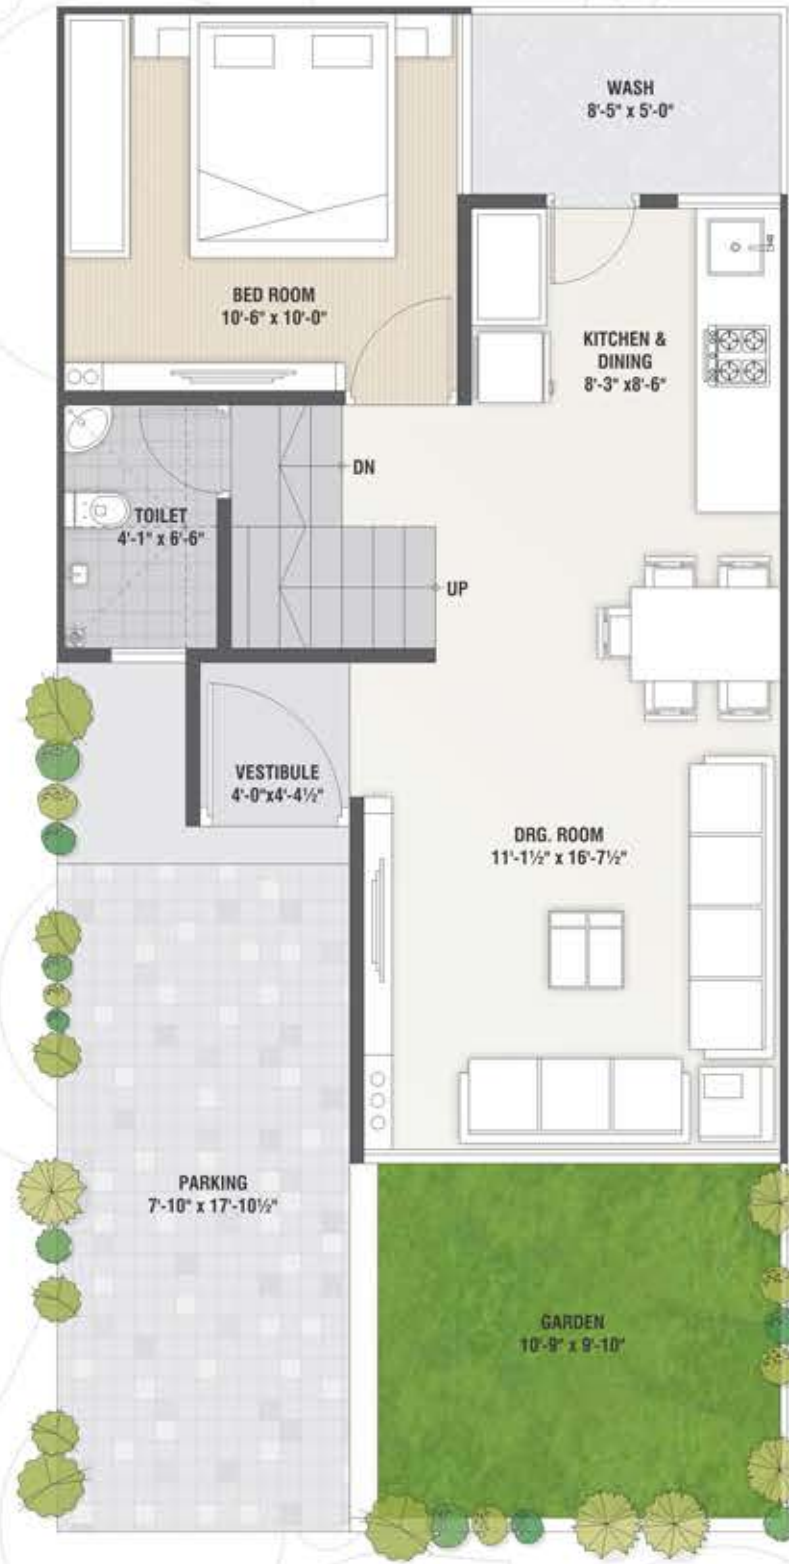 WASH
8'-5" x 5'-0"
BED ROOM
10'-6" x 10'-0"
KITCHEN &
DINING
8'-3" x8'-6"
DN
TOILET
4'-1" x 6'-6"
UP
VESTIBULE
4'-0"x4'-4½"
DRG. ROOM
11'-1½" x 16'-7½"
PARKING
7'-10" x 17'-10½"
GARDEN
10'-9" x 9'-10"